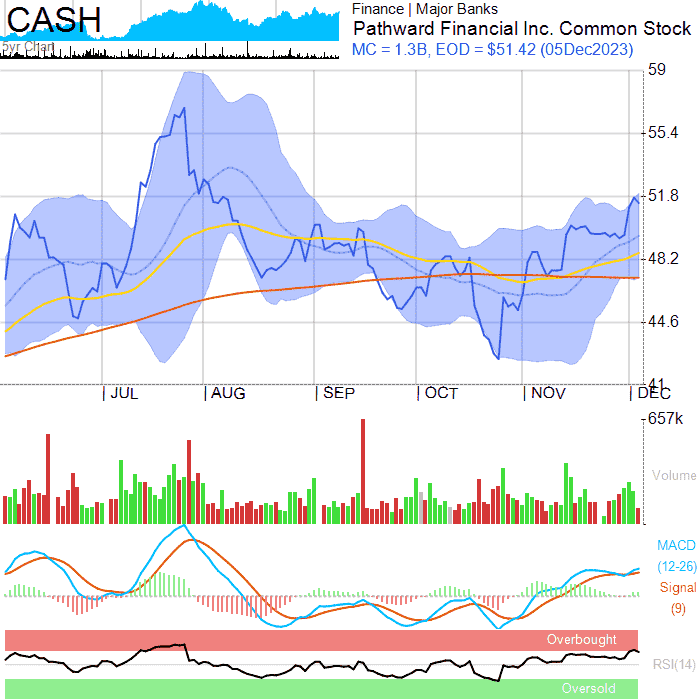 CASH
5yr Chart
Finance | Major Banks
Pathward Financial Inc. Common Stock
MC = 1.3B, EOD = $51.42 (05Dec2023)
59
55.4
51.8
48.2
44.6
41
JUL
AUG
SEP
OCT
NOV
DEC
657k
Volume
MACD
(12-26)
Signal
(9)
Overbought
RSI(14)
Oversold